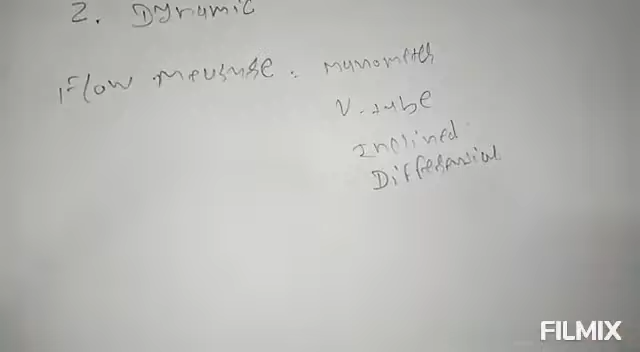 2. Dynamic
Flow measure. manometer
U-tube
Inclined
Differential
FILMIX